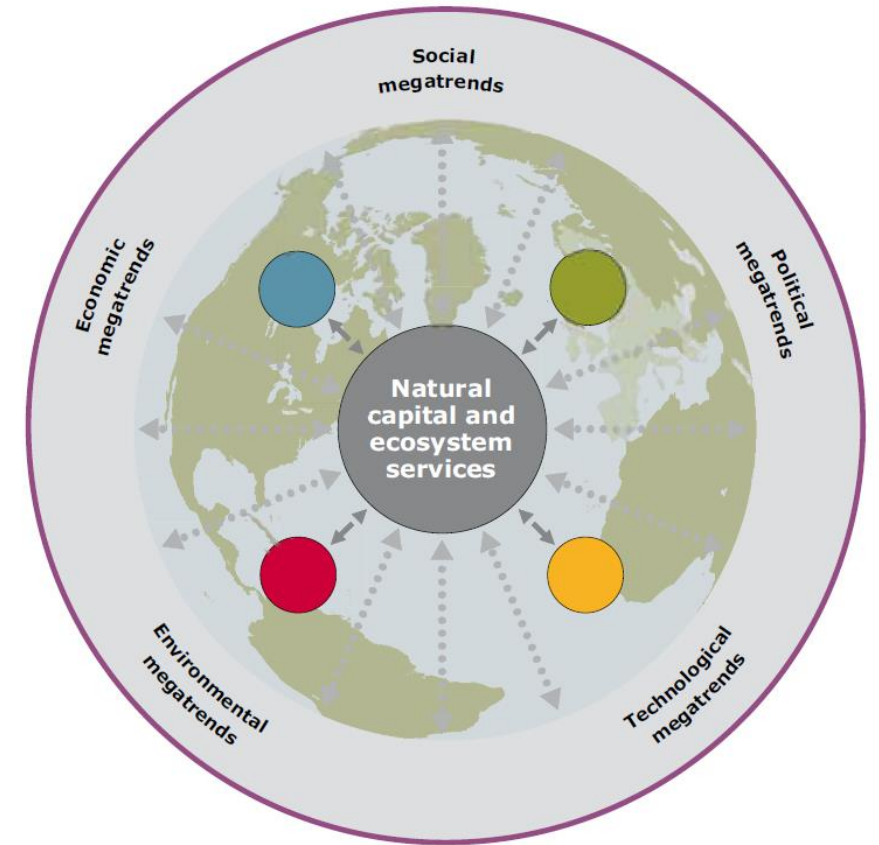 Social
megatrends
Economic
megatrends
Political
megatrends
Natural
capital and
ecosystem
services
Environmental
megatrends
Technological
megatrends